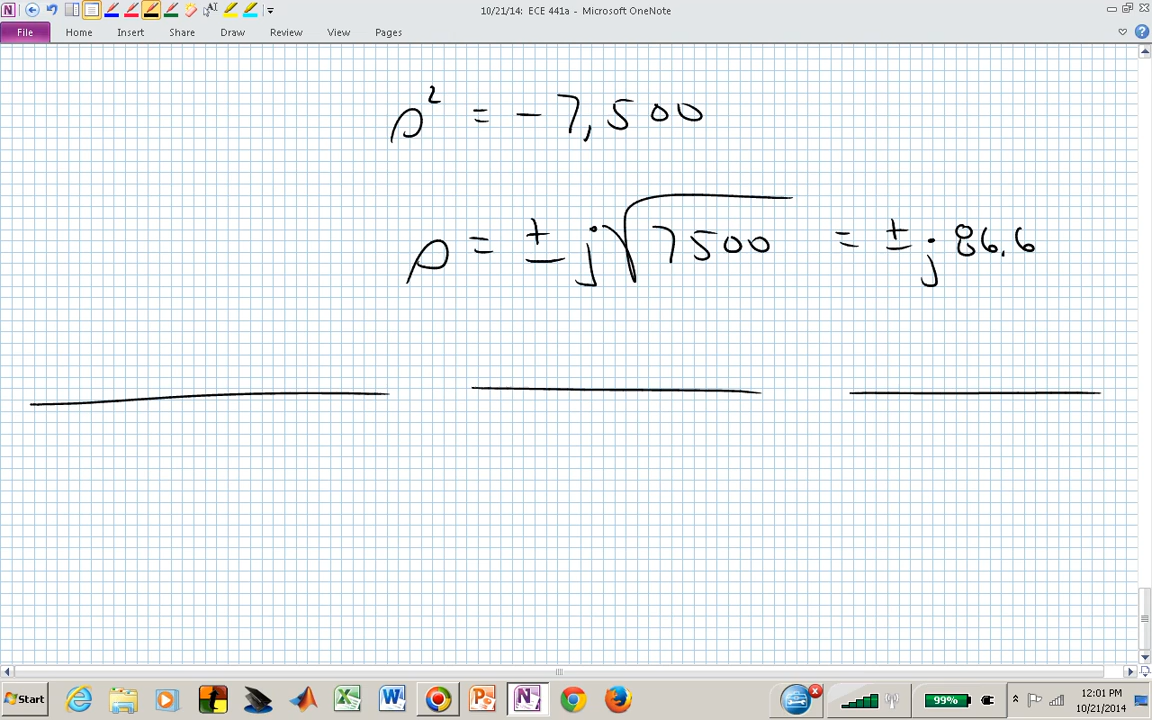 10/21/14: ECE 441a - Microsoft OneNote
File Home Insert Share Draw Review View Pages
s² = -7,500
s = ± j√7500 = ± j86.6
Start
99%
12:01 PM
10/21/2014